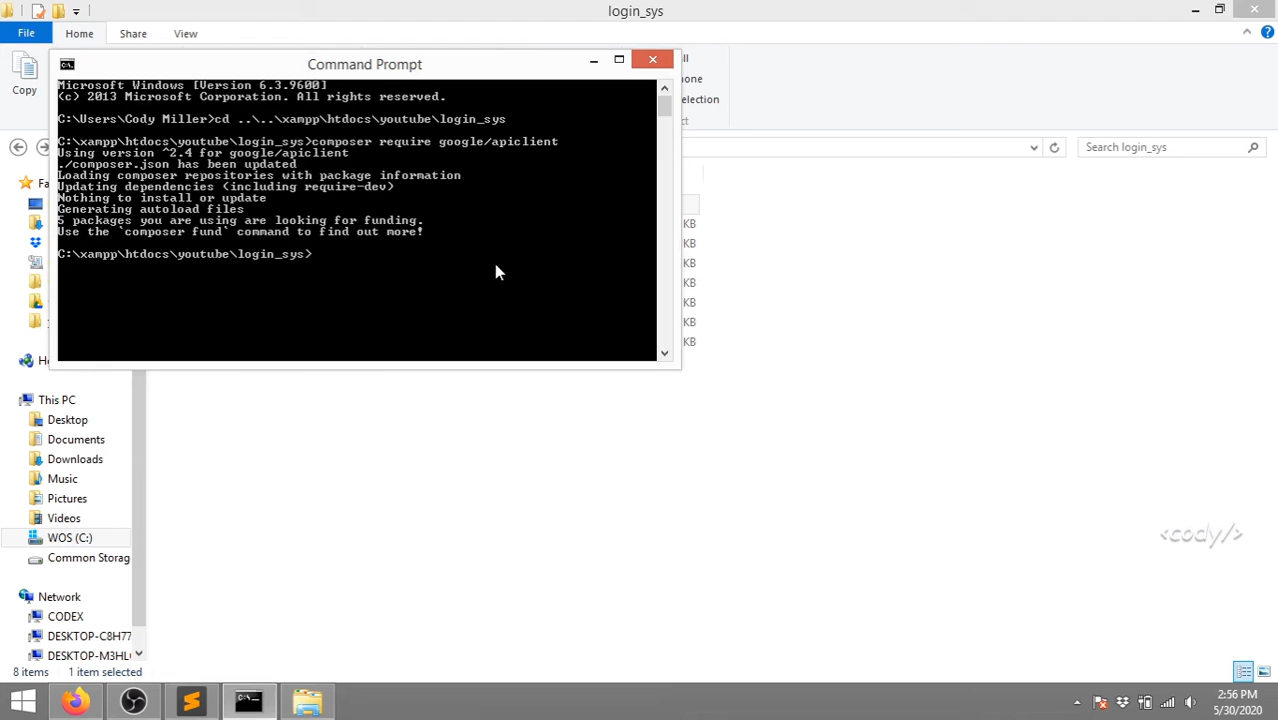 login_sys
File
Home
Share
View
Copy
Command Prompt
all
none
election
ct
Microsoft Windows [Version 6.3.9600]
(c) 2013 Microsoft Corporation. All rights reserved.
C:\Users\Cody Miller>cd ..\..\xampp\htdocs\youtube\login_sys
C:\xampp\htdocs\youtube\login_sys>composer require google/apiclient
Using version ^2.4 for google/apiclient
./composer.json has been updated
Loading composer repositories with package information
Updating dependencies (including require-dev)
Nothing to install or update
Generating autoload files
5 packages you are using are looking for funding.
Use the `composer fund` command to find out more!
C:\xampp\htdocs\youtube\login_sys>
Search login_sys
Fa
KB
KB
KB
KB
KB
KB
KB
H
This PC
Desktop
Documents
Downloads
Music
Pictures
Videos
WOS (C:)
Common Storag
Network
CODEX
DESKTOP-C8H77
DESKTOP-M3HL
<cody/>
8 items
1 item selected
2:56 PM
5/30/2020